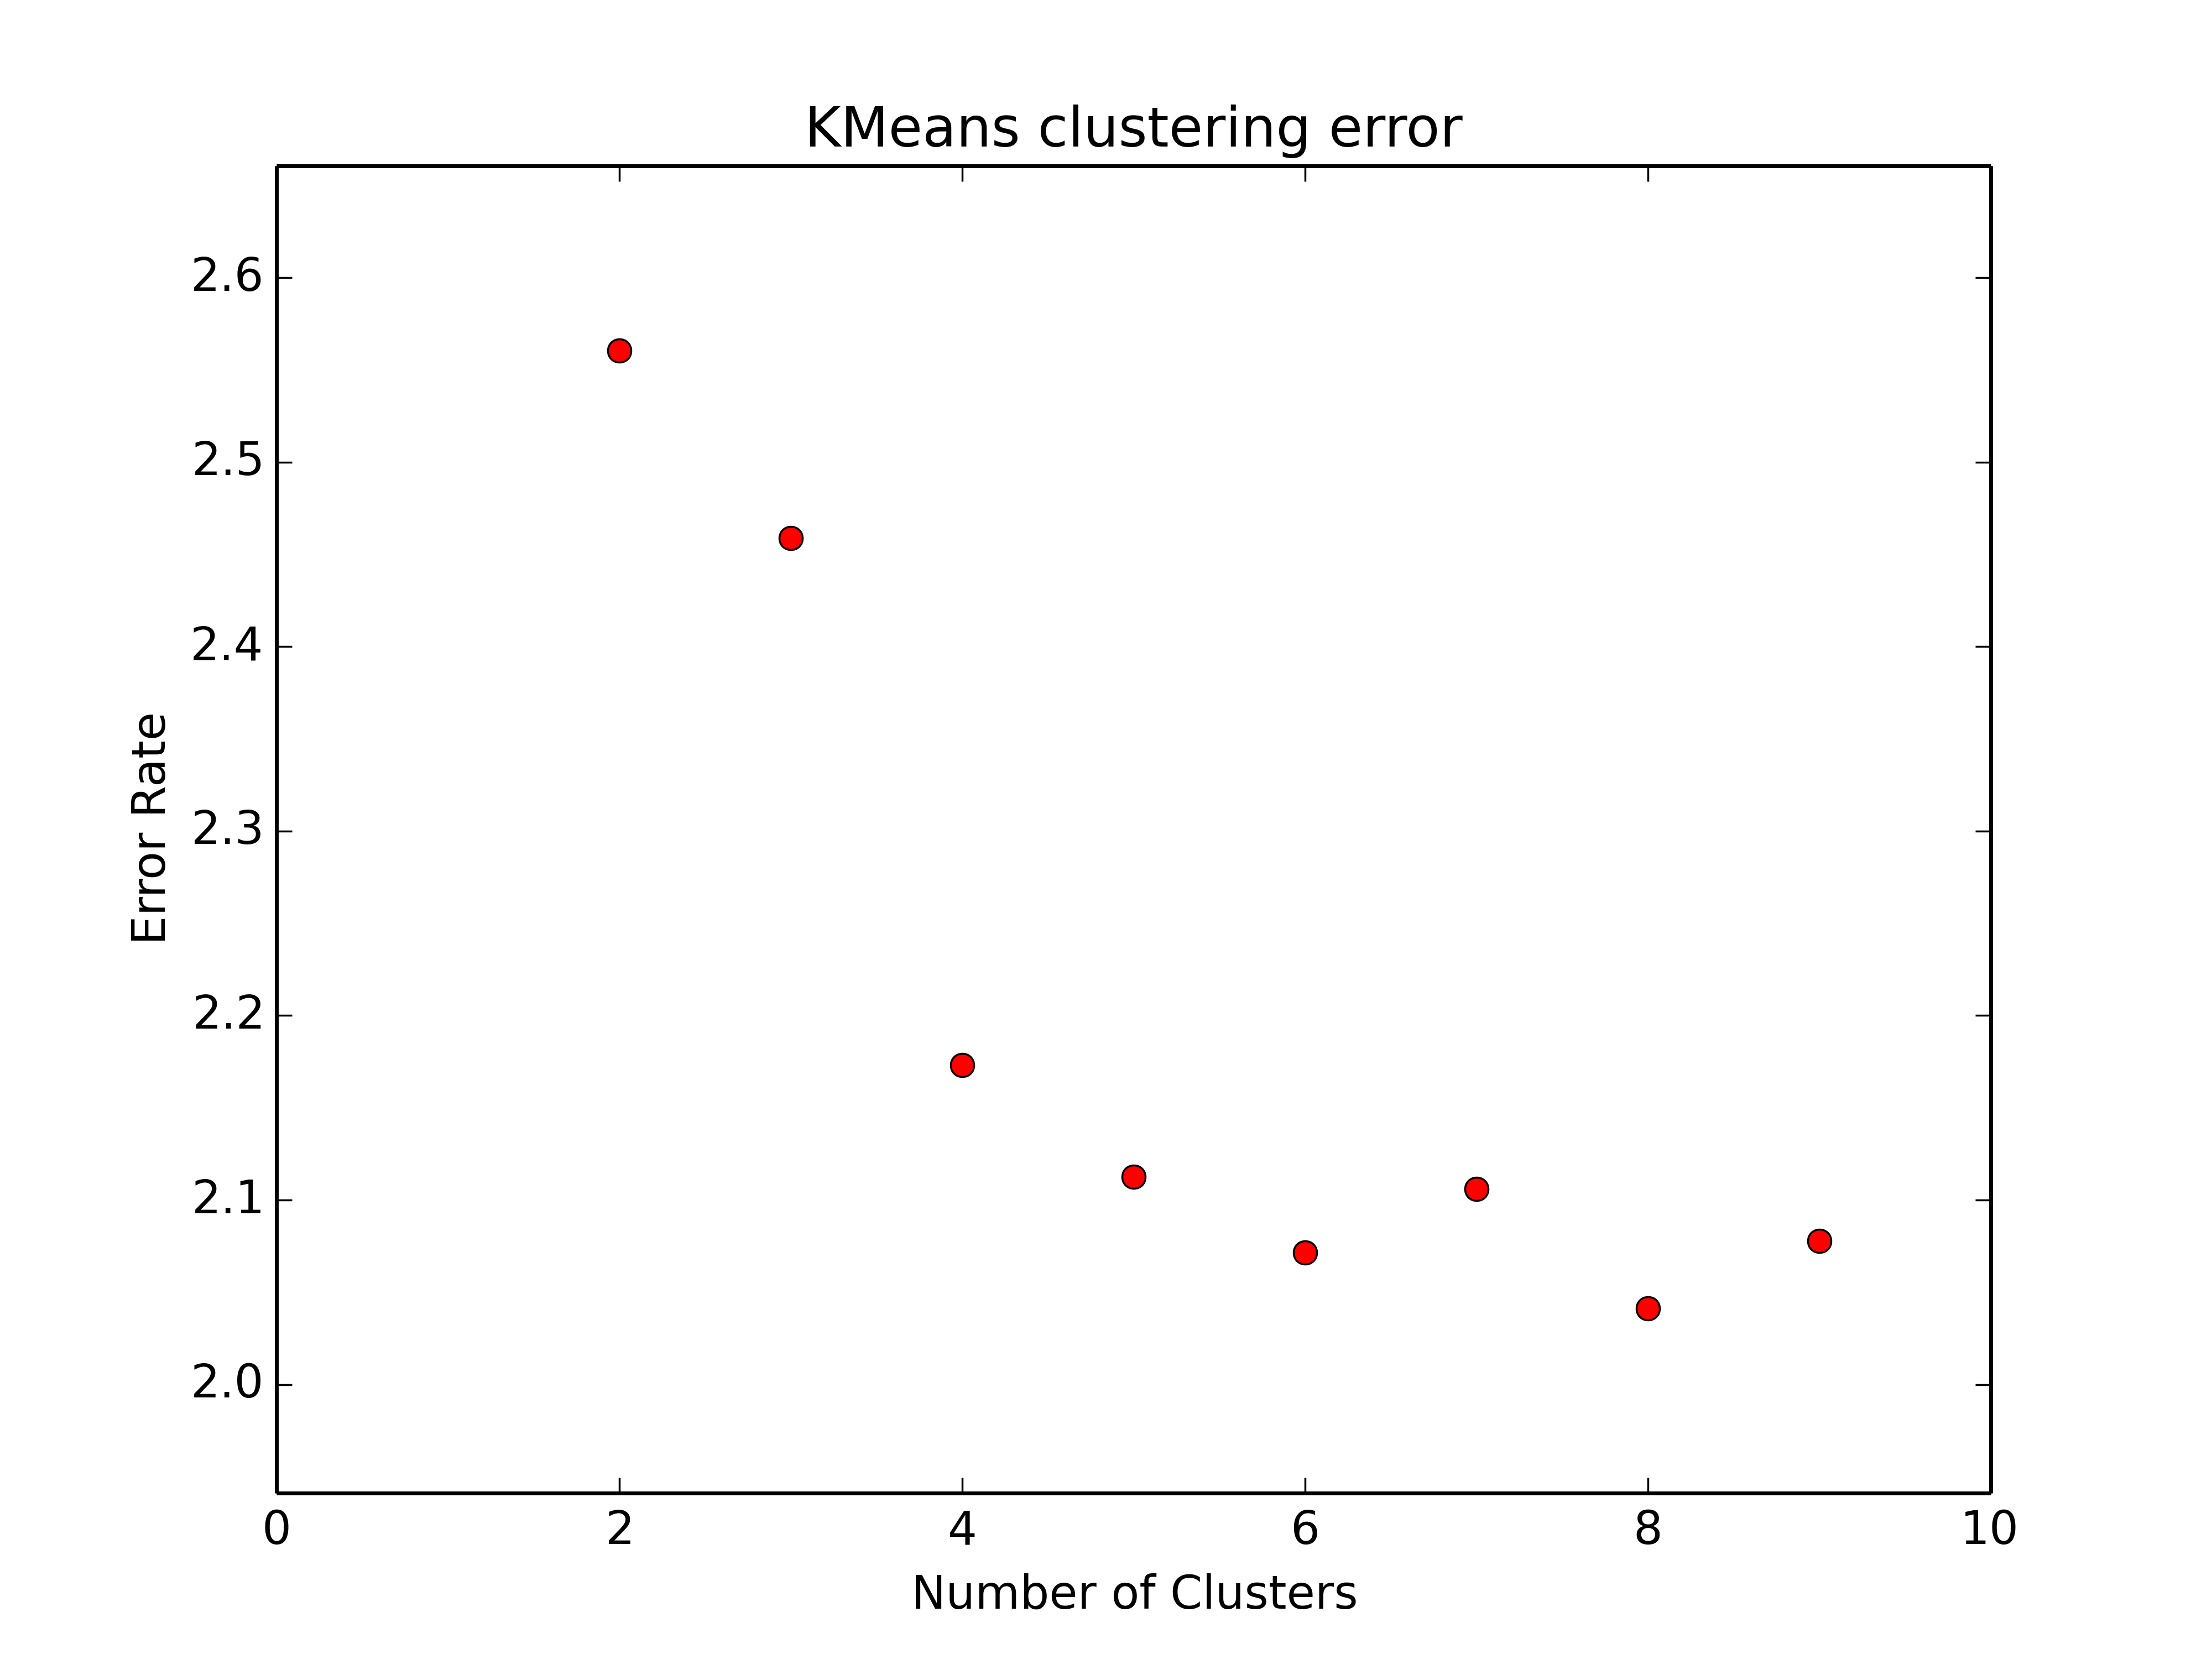 KMeans clustering error
2.6
2.5
2.4
2.3
2.2
2.1
2.0
Error Rate
0 2 4 6 8 10
Number of Clusters